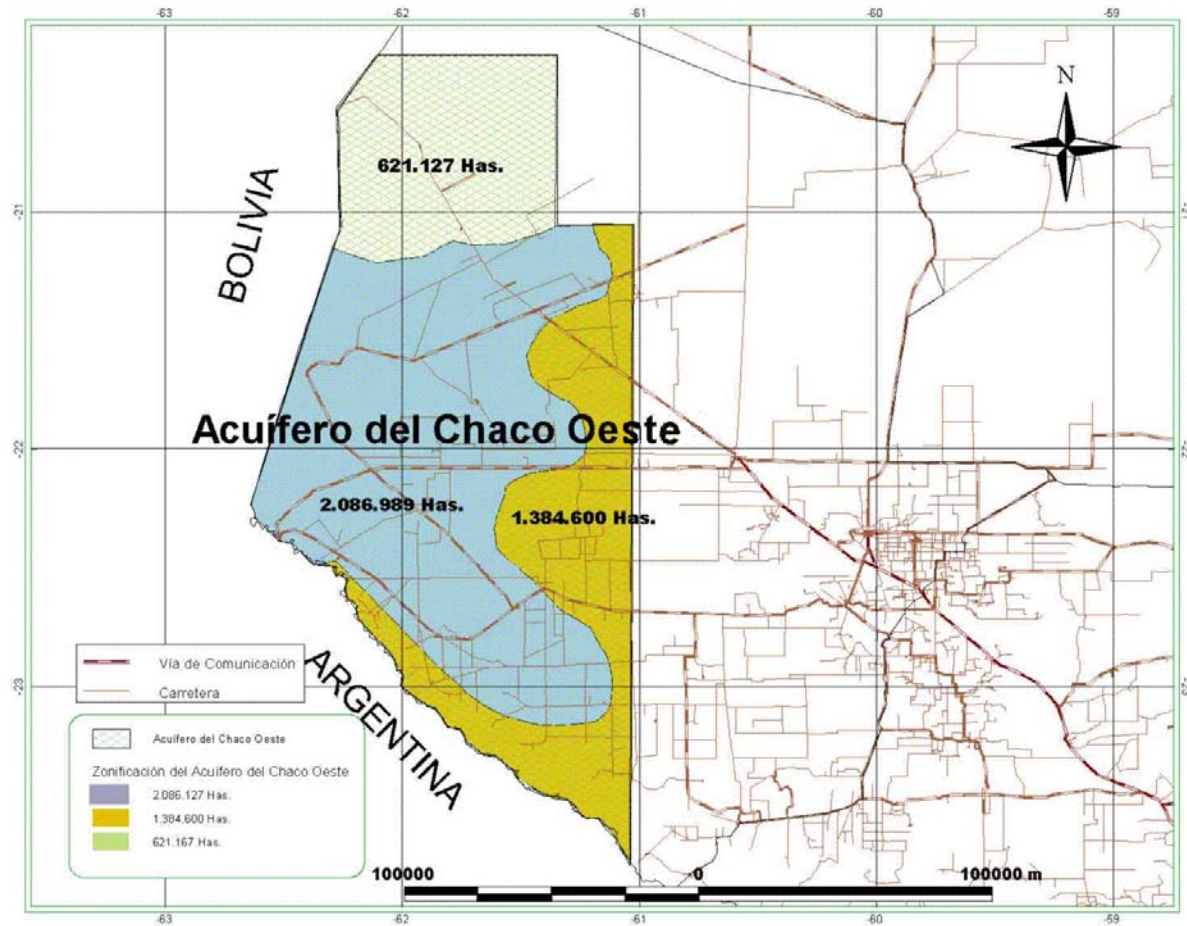 -63 -62 -61 -60 -59
N
621.127 Has.
BOLIVIA
-21
Acuífero del Chaco Oeste
-22
2.086.989 Has.
1.384.600 Has.
ARGENTINA
-23
Vía de Comunicación
Carretera
Acuífero del Chaco Oeste
Zonificación del Acuífero del Chaco Oeste
2.086.127 Has.
1.384.600 Has.
621.167 Has.
100000 0 100000 m
-63 -62 -61 -60 -59